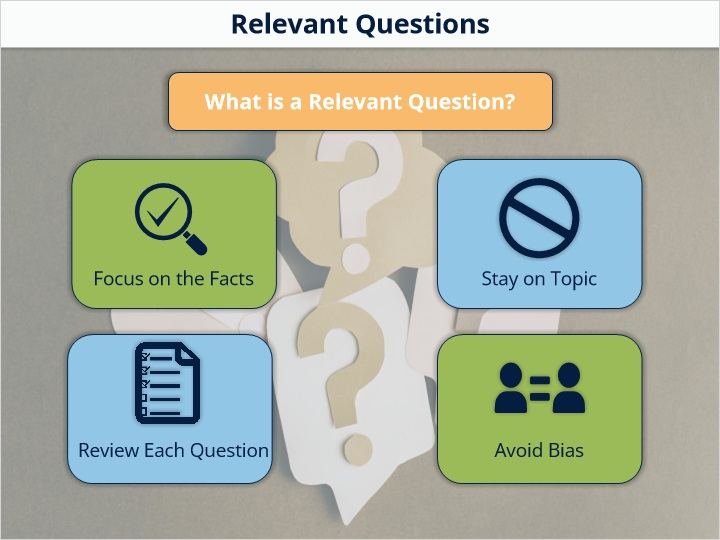 Relevant Questions
What is a Relevant Question?
Focus on the Facts
Stay on Topic
Review Each Question
Avoid Bias